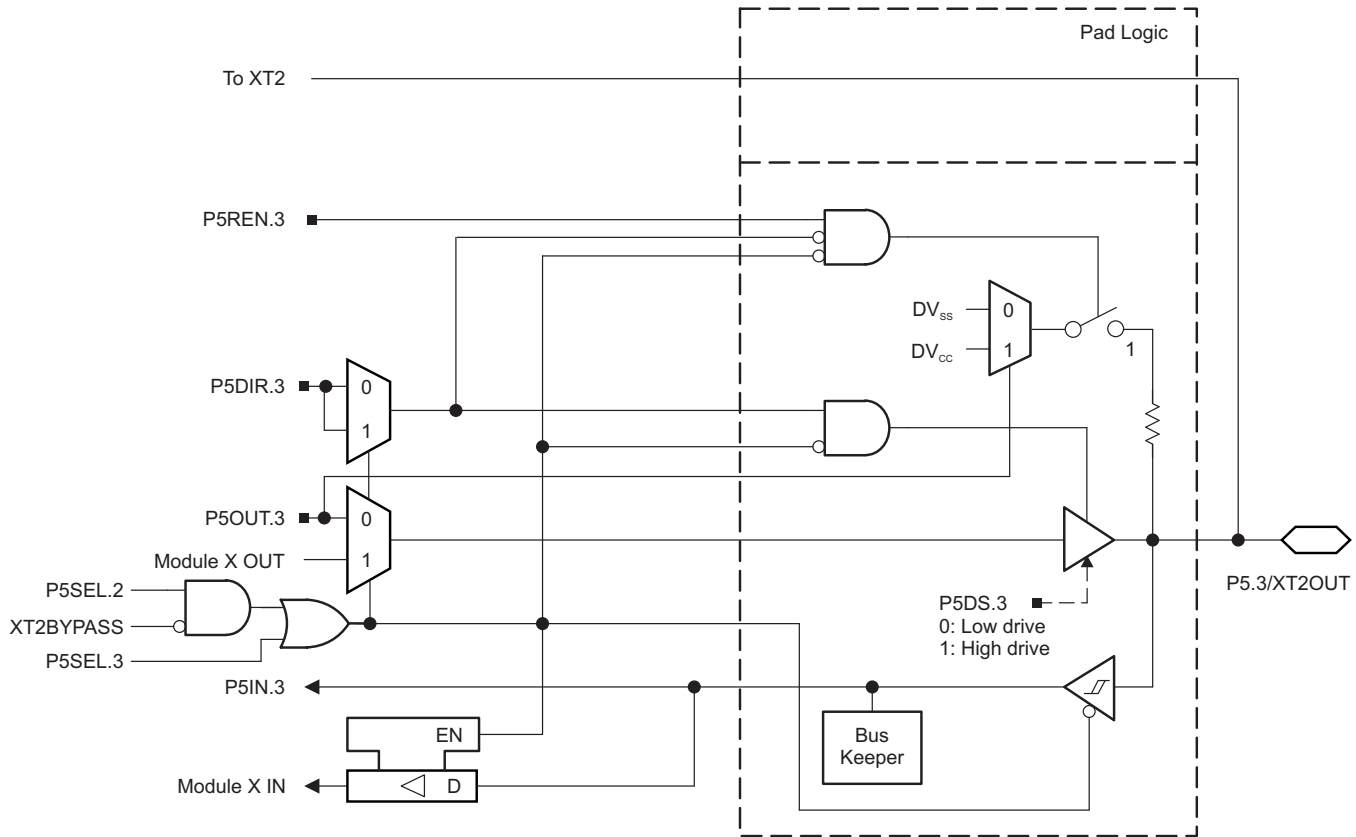 Pad Logic
To XT2
P5REN.3
DVSS
0
DVCC
1
1
P5DIR.3
0
1
P5OUT.3
0
Module X OUT
1
P5SEL.2
XT2BYPASS
P5SEL.3
P5DS.3
0: Low drive
1: High drive
P5.3/XT2OUT
P5IN.3
EN
Bus
Keeper
Module X IN
D